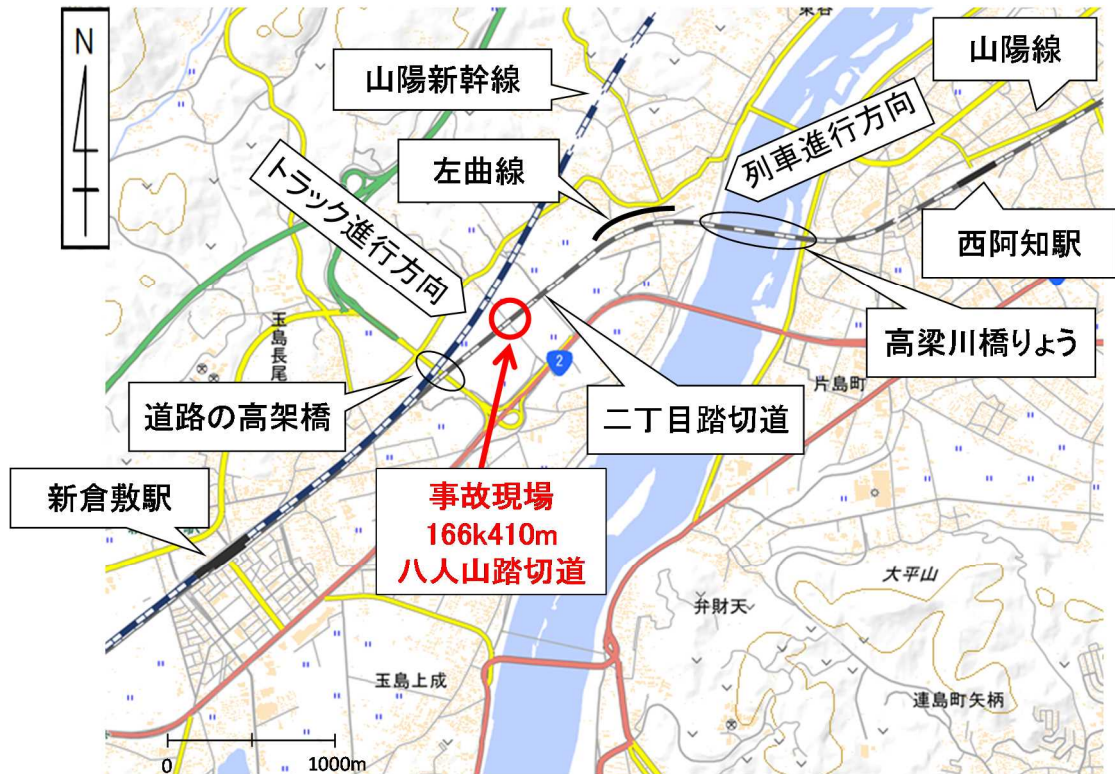 N
東谷
山陽線
山陽新幹線
列車進行方向
左曲線
トラック進行方向
西阿知駅
高梁川橋りょう
玉島長尾
2
片島町
道路の高架橋
二丁目踏切道
新倉敷駅
事故現場
166k410m
八人山踏切道
大平山
弁財天
玉島上成
連島町矢柄
0
1000m